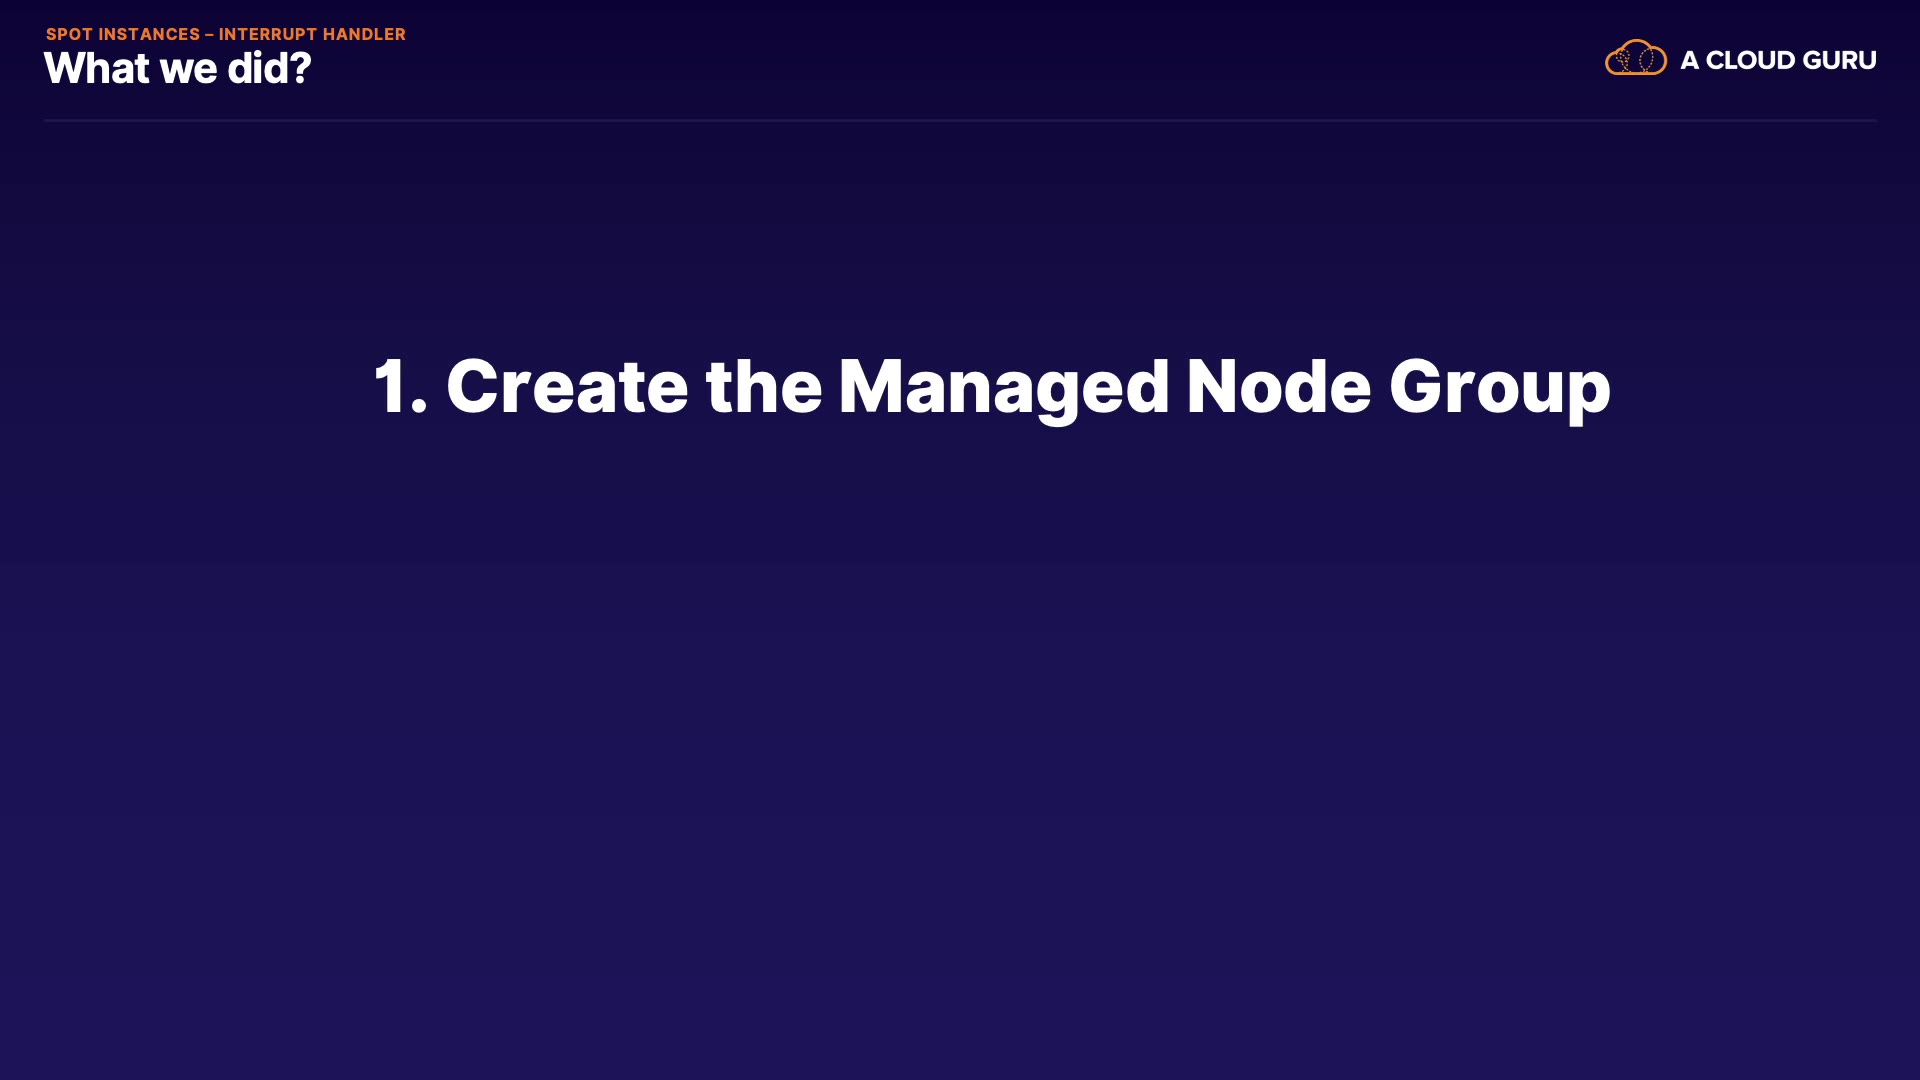 SPOT INSTANCES – INTERRUPT HANDLER
What we did?
A CLOUD GURU
1. Create the Managed Node Group